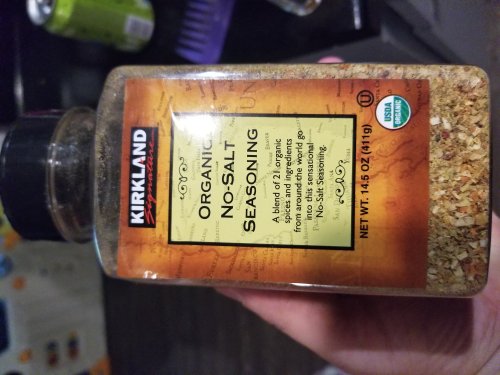 KIRKLAND
Signature
ORGANIC
NO-SALT
SEASONING
A blend of 21 organic
spices and ingredients
from around the world go
into this sensational
No-Salt Seasoning.
NET WT. 14.5 OZ (411g)
U
USDA
ORGANIC